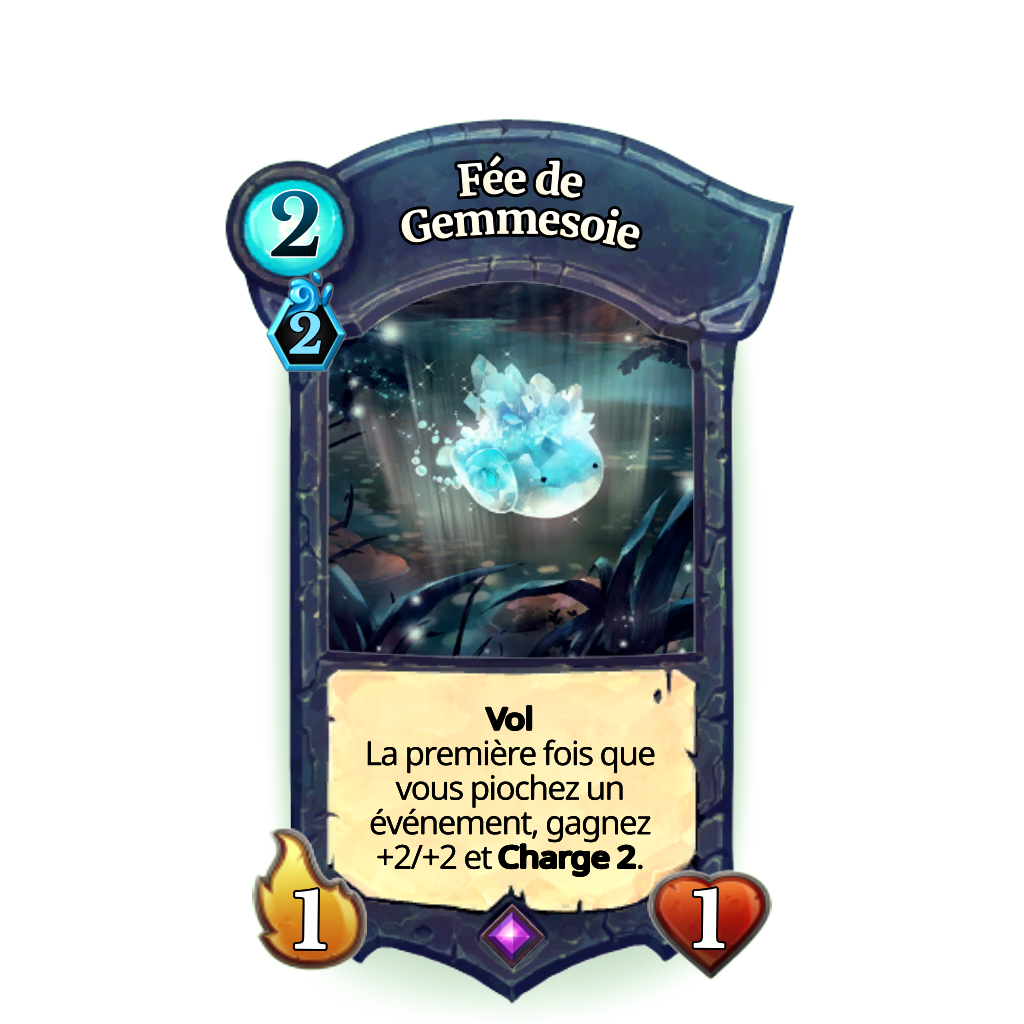 Fée de
Gemmesoie
2
2
Vol
La première fois que
vous piochez un
événement, gagnez
+2/+2 et Charge 2.
1
1